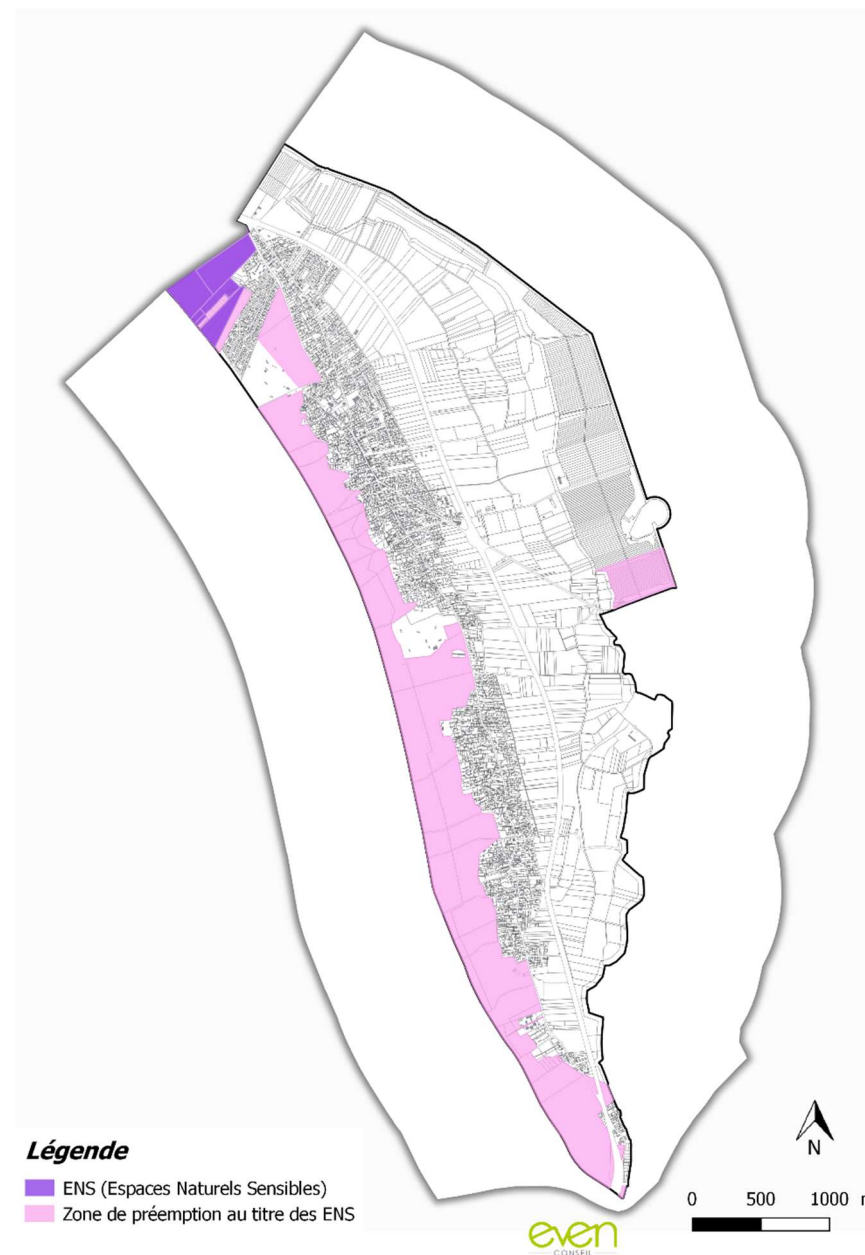 N
Légende
ENS (Espaces Naturels Sensibles)
Zone de préemption au titre des ENS
0 500 1000 m
even
CONSEIL